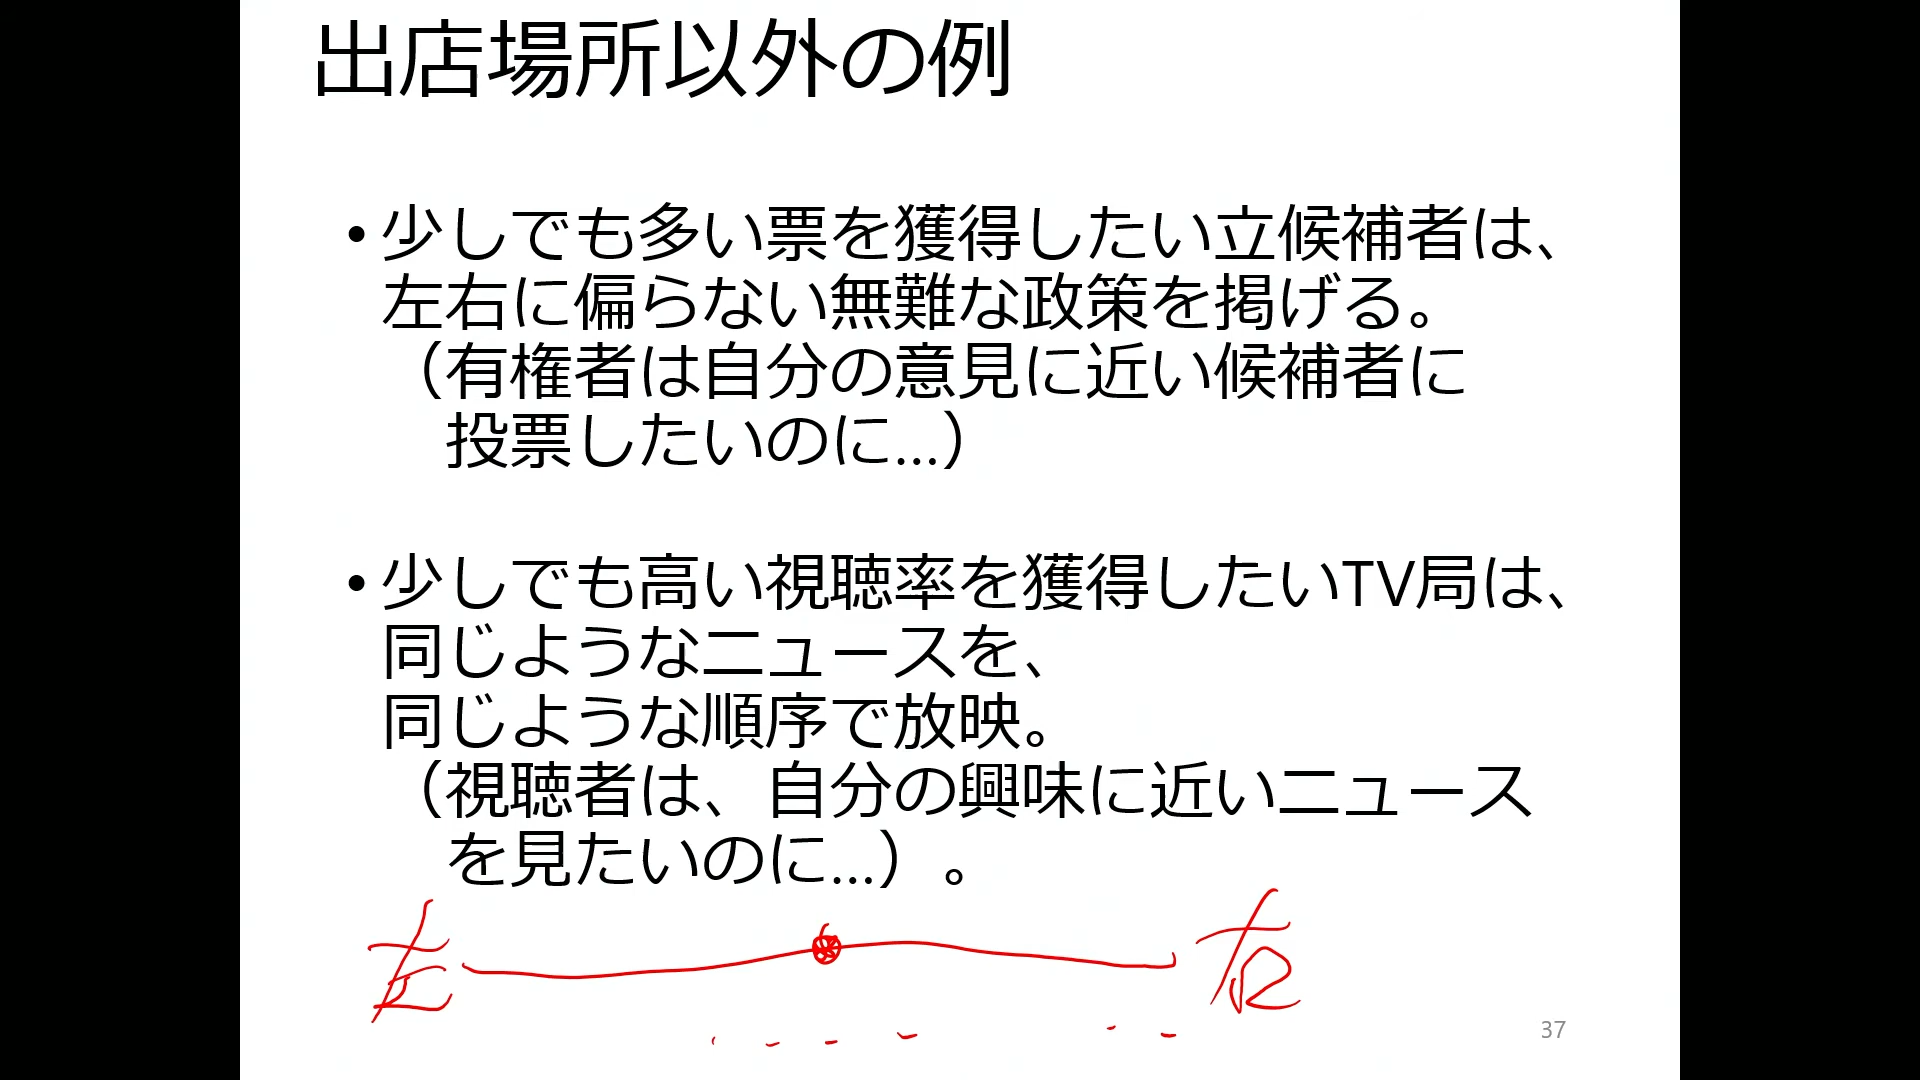 出店場所以外の例
• 少しでも多い票を獲得したい立候補者は、
左右に偏らない無難な政策を掲げる。
（有権者は自分の意見に近い候補者に
投票したいのに...）
• 少しでも高い視聴率を獲得したいTV局は、
同じようなニュースを、
同じような順序で放映。
（視聴者は、自分の興味に近いニュース
を見たいのに...）。
左 右
37